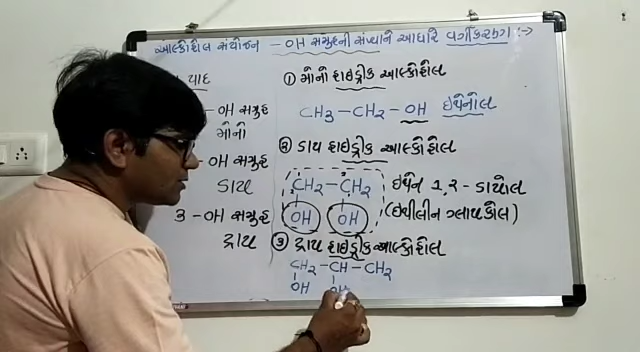 આલ્કોહોલ સંયોજન -OH સમુહની સંખ્યાને આધારે વર્ગીકરણ :->
યાદ
- OH સમુહ
મોનો
- OH સમુહ
ડાય
3 - OH સમુહ
ટ્રાય
① મોનો હાઇડ્રીક આલ્કોહોલ
CH3 - CH2 - OH ઇથેનોલ
② ડાય હાઇડ્રીક આલ્કોહોલ
CH2 - CH2 ઇથેન 1,2 - ડાયોલ
OH OH (ઇથીલીન ગ્લાયકોલ)
③ ટ્રાય હાઇડ્રીક આલ્કોહોલ
CH2 - CH - CH2
OH OH